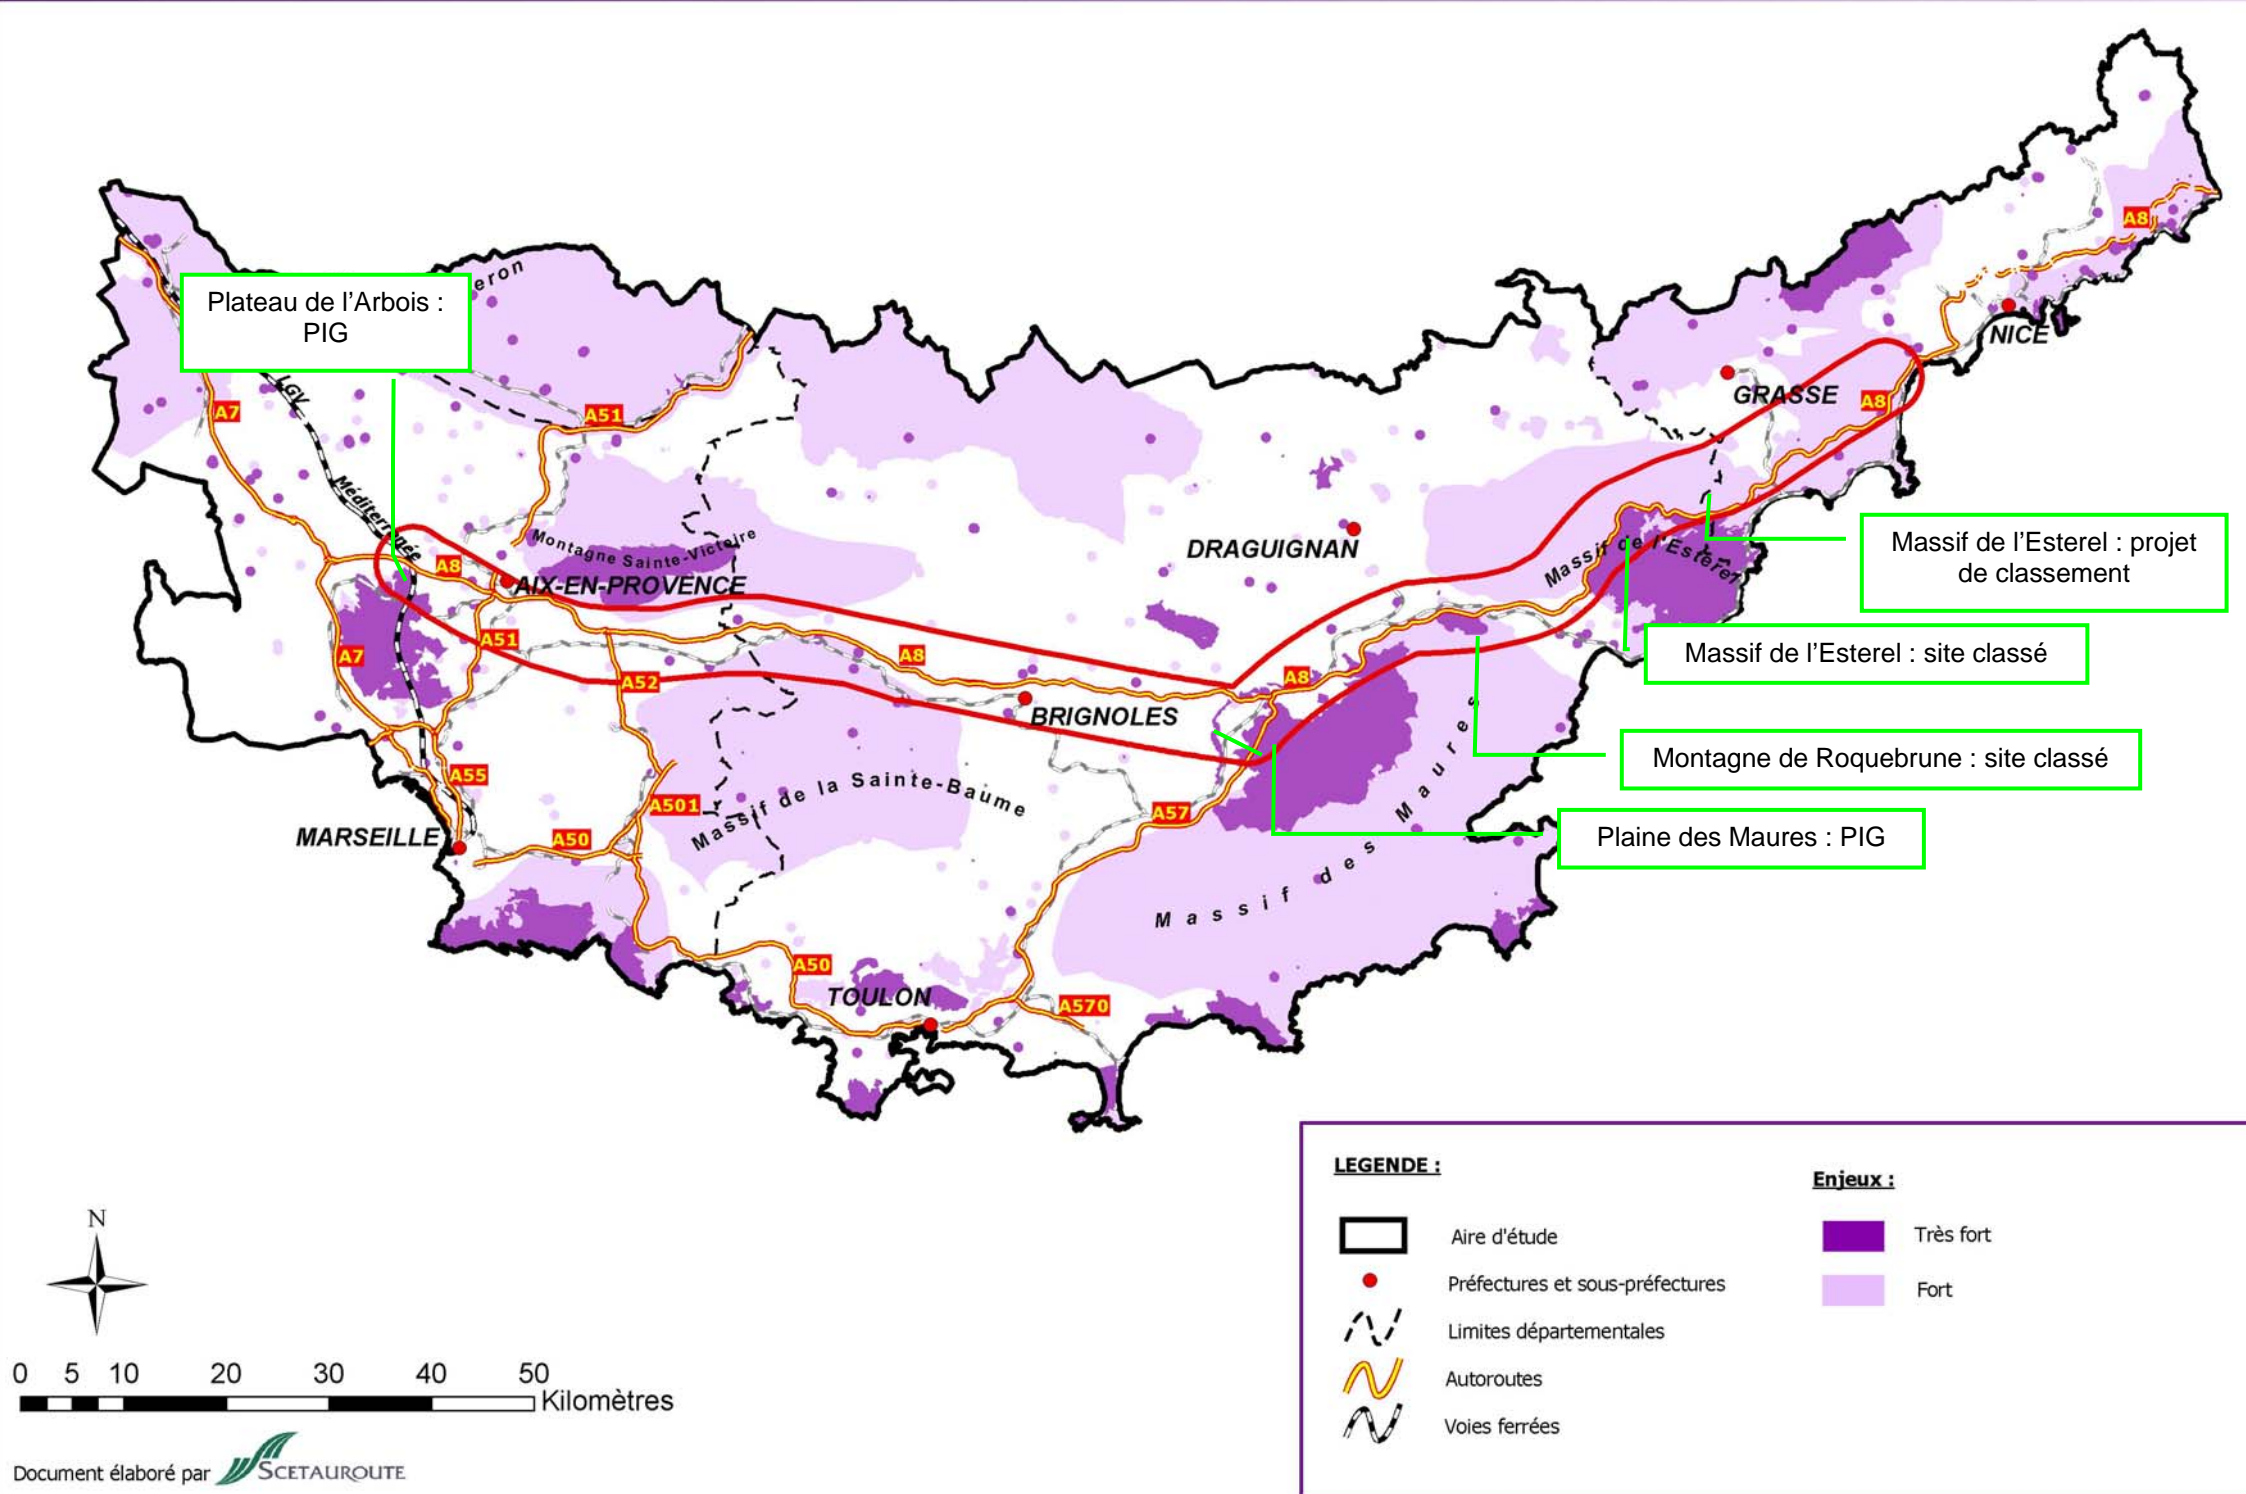 eron
Plateau de l'Arbois :
PIG
A8
NICE
LGV
A7
A51
GRASSE
A8
Méditerranée
Montagne Sainte-Victoire
DRAGUIGNAN
Massif de l'Esterel
Massif de l'Esterel : projet
de classement
A8
AIX-EN-PROVENCE
A51
A7
A8
A52
A8
Massif de l'Esterel : site classé
BRIGNOLES
Montagne de Roquebrune : site classé
A55
A501
Massif de la Sainte-Baume
A57
MARSEILLE
A50
Massif des Maures
Plaine des Maures : PIG
A50
TOULON
A570
LEGENDE :
Aire d'étude
Préfectures et sous-préfectures
Limites départementales
Autoroutes
Voies ferrées
Enjeux :
Très fort
Fort
N
0 5 10 20 30 40 50
Kilomètres
Document élaboré par SCETAUROUTE